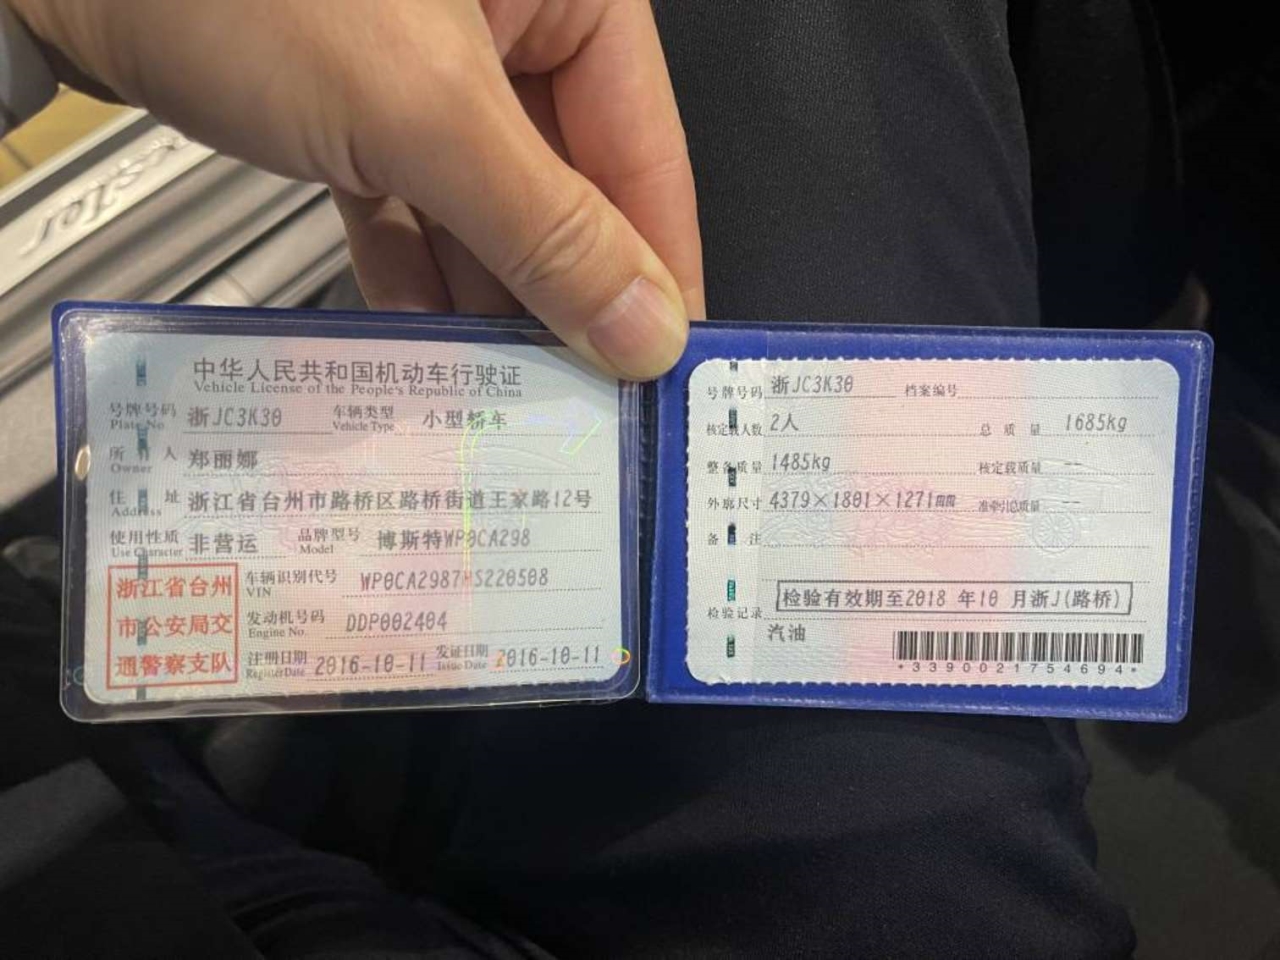 中华人民共和国机动车行驶证
Vehicle License of the People's Republic of China
号牌号码 浙JC3K30 车辆类型 小型轿车
Plate No Vehicle Type
所有人 郑丽娜
Owner
住址 浙江省台州市路桥区路桥街道王家路12号
Address
使用性质 非营运 品牌型号 博斯特WP0CA298
Use Character Model
浙江省台州
市公安局交
通警察支队
车辆识别代号 WP0CA2987HS220508
VIN
发动机号码 DDP002404
Engine No.
注册日期 2016-10-11 发证日期 2016-10-11
Register Date Issue Date
号牌号码 浙JC3K30 档案编号
核定载人数 2人 总质量 1685kg
整备质量 1485kg 核定载质量 --
外廓尺寸 4379×1801×1271mm 准牵引总质量 --
备注
检验有效期至2018 年10 月浙J(路桥)
检验记录
汽油
*3390021754694*